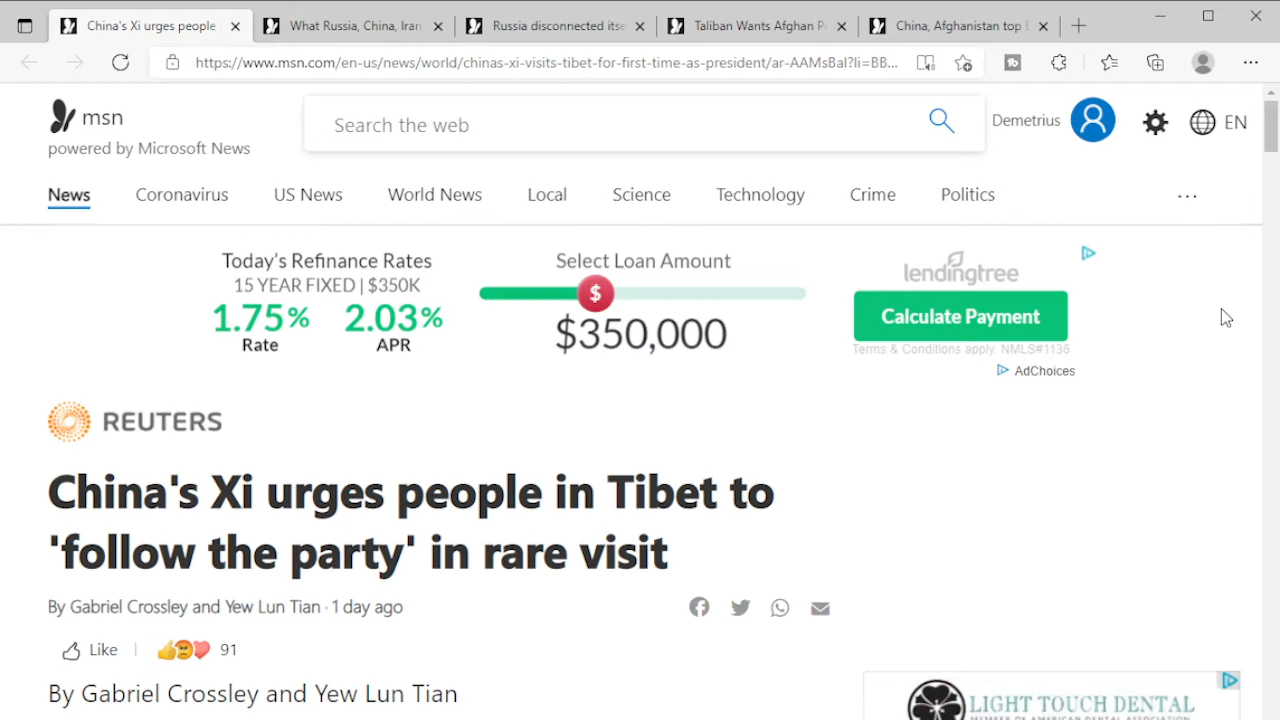 China's Xi urges people
What Russia, China, Iran
Russia disconnected itse
Taliban Wants Afghan P
China, Afghanistan top
https://www.msn.com/en-us/news/world/chinas-xi-visits-tibet-for-first-time-as-president/ar-AAMsBal?li=BB...
msn
powered by Microsoft News
Search the web
Demetrius
EN
News
Coronavirus
US News
World News
Local
Science
Technology
Crime
Politics
...
Today's Refinance Rates
15 YEAR FIXED | $350K
1.75% 2.03%
Rate APR
Select Loan Amount
$
$350,000
lendingtree
Calculate Payment
Terms & Conditions apply. NMLS#1136
AdChoices
REUTERS
China's Xi urges people in Tibet to
'follow the party' in rare visit
By Gabriel Crossley and Yew Lun Tian · 1 day ago
Like | 91
By Gabriel Crossley and Yew Lun Tian
LIGHT TOUCH DENTAL
MEMBER OF AMERICAN DENTAL ASSOCIATION